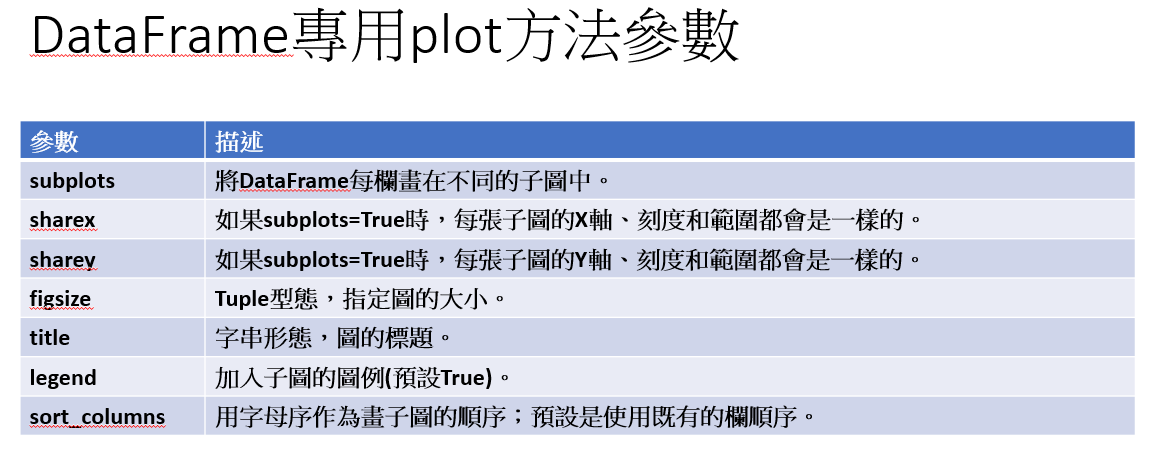 DataFrame專用plot方法參數
參數 描述
subplots 將DataFrame每欄畫在不同的子圖中。
sharex 如果subplots=True時，每張子圖的X軸、刻度和範圍都會是一樣的。
sharey 如果subplots=True時，每張子圖的Y軸、刻度和範圍都會是一樣的。
figsize Tuple型態，指定圖的大小。
title 字串形態，圖的標題。
legend 加入子圖的圖例(預設True)。
sort_columns 用字母序作為畫子圖的順序；預設是使用既有的欄順序。